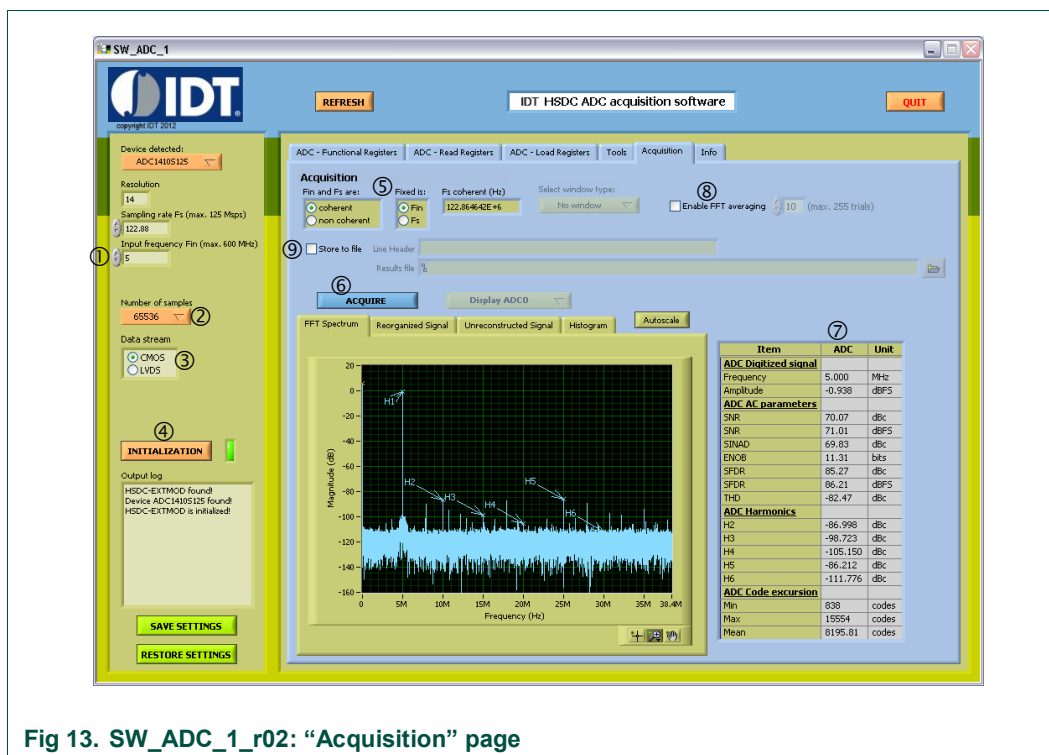 SW_ADC_1
IDT
copyright IDT 2012
REFRESH
IDT HSDC ADC acquisition software
QUIT
Device detected:
ADC1410S125
Resolution
14
Sampling rate Fs (max. 125 Msps)
122.88
Input frequency Fin (max. 600 MHz)
① 5
Number of samples
65536 ②
Data stream
CMOS
LVDS
③
④
INITIALIZATION
Output log
HSDC-EXTMOD found!
Device ADC1410S125 found!
HSDC-EXTMOD is initialized!
SAVE SETTINGS
RESTORE SETTINGS
ADC - Functional Registers ADC - Read Registers ADC - Load Registers Tools Acquisition Info
Acquisition
Fin and Fs are: ⑤ Fixed is: Fs coherent (Hz) Select window type: ⑧
coherent Fin 122.864642E+6 No window Enable FFT averaging 10 (max. 255 trials)
non coherent Fs
⑨ Store to file Line Header
Results file
⑥
ACQUIRE Display ADC0
FFT Spectrum Reorganized Signal Unreconstructed Signal Histogram Autoscale
Magnitude (dB)
20
0
-20
-40
-60
-80
-100
-120
-140
-160
H1
H2
H3
H4
H5
H6
0 5M 10M 15M 20M 25M 30M 35M 38.4M
Frequency (Hz)
⑦
Item ADC Unit
ADC Digitized signal
Frequency 5.000 MHz
Amplitude -0.938 dBFS
ADC AC parameters
SNR 70.07 dBc
SNR 71.01 dBFS
SINAD 69.83 dBc
ENOB 11.31 bits
SFDR 85.27 dBc
SFDR 86.21 dBFS
THD -82.47 dBc
ADC Harmonics
H2 -86.998 dBc
H3 -98.723 dBc
H4 -105.150 dBc
H5 -86.212 dBc
H6 -111.776 dBc
ADC Code excursion
Min 838 codes
Max 15554 codes
Mean 8195.81 codes
Fig 13. SW_ADC_1_r02: “Acquisition” page